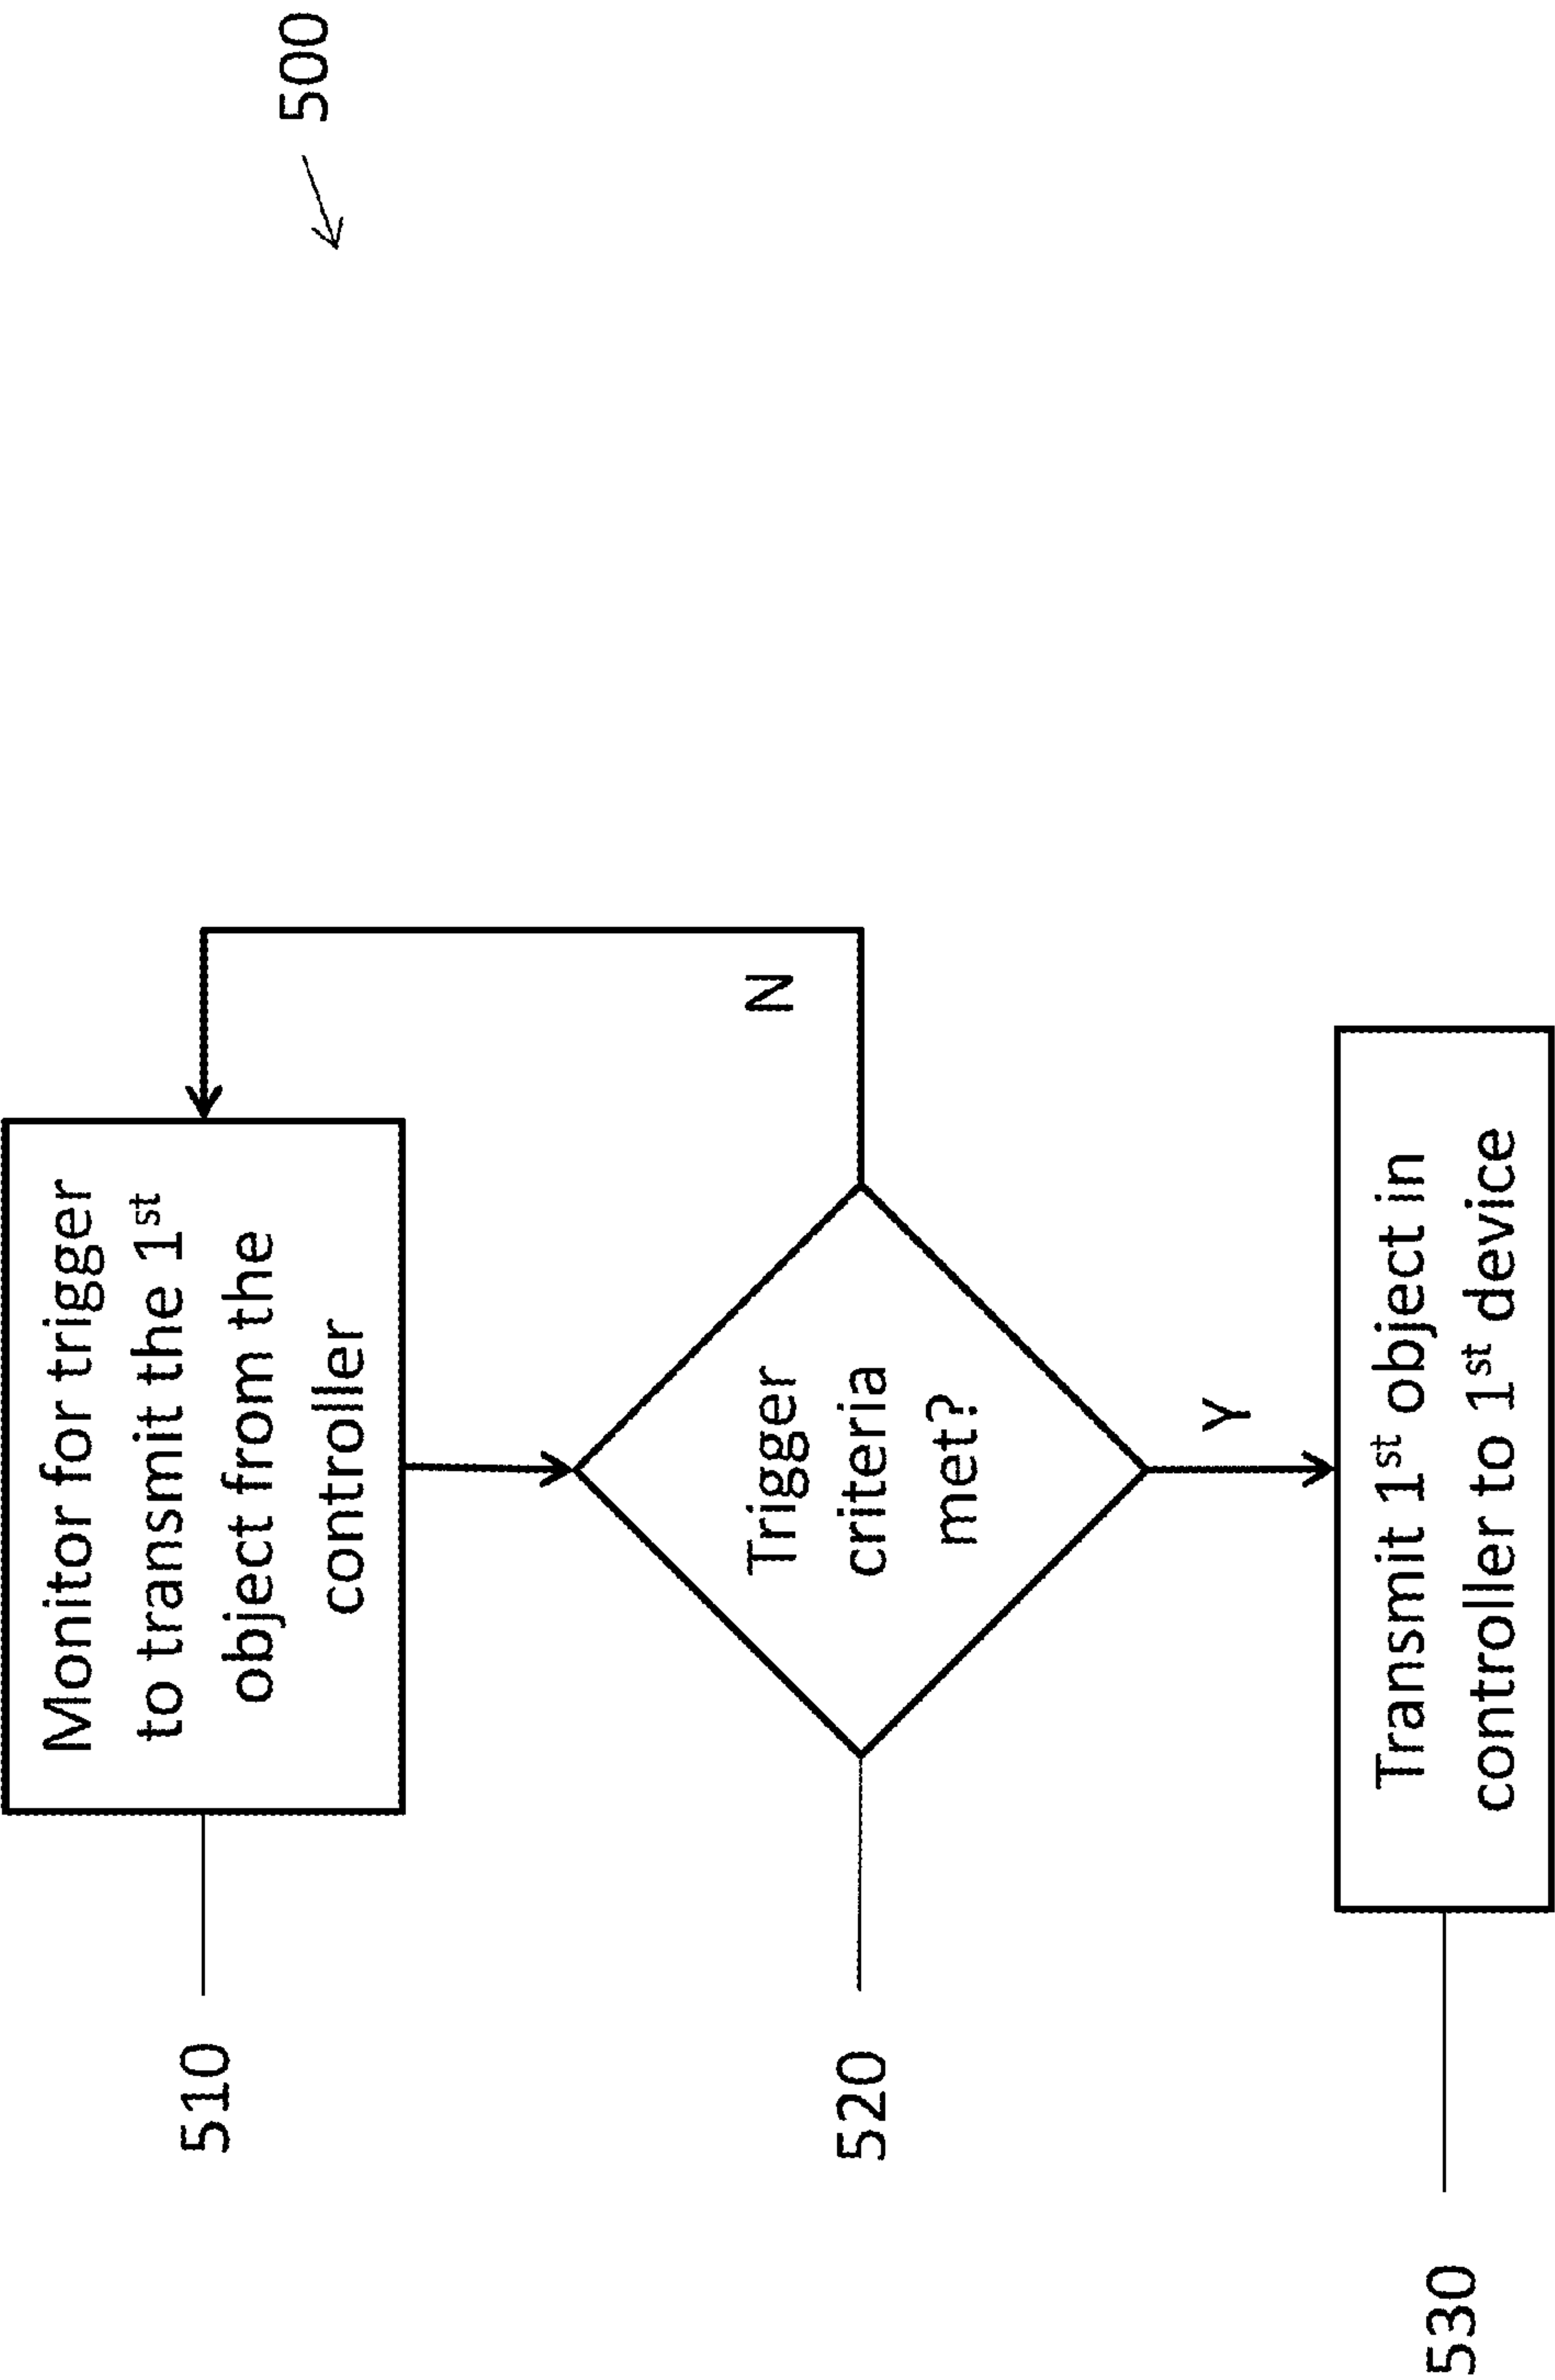 500
510
Monitor for trigger
to transmit the 1st
object from the
controller
520
Trigger
criteria
met?
N
Y
530
Transmit 1st object in
controller to 1st device